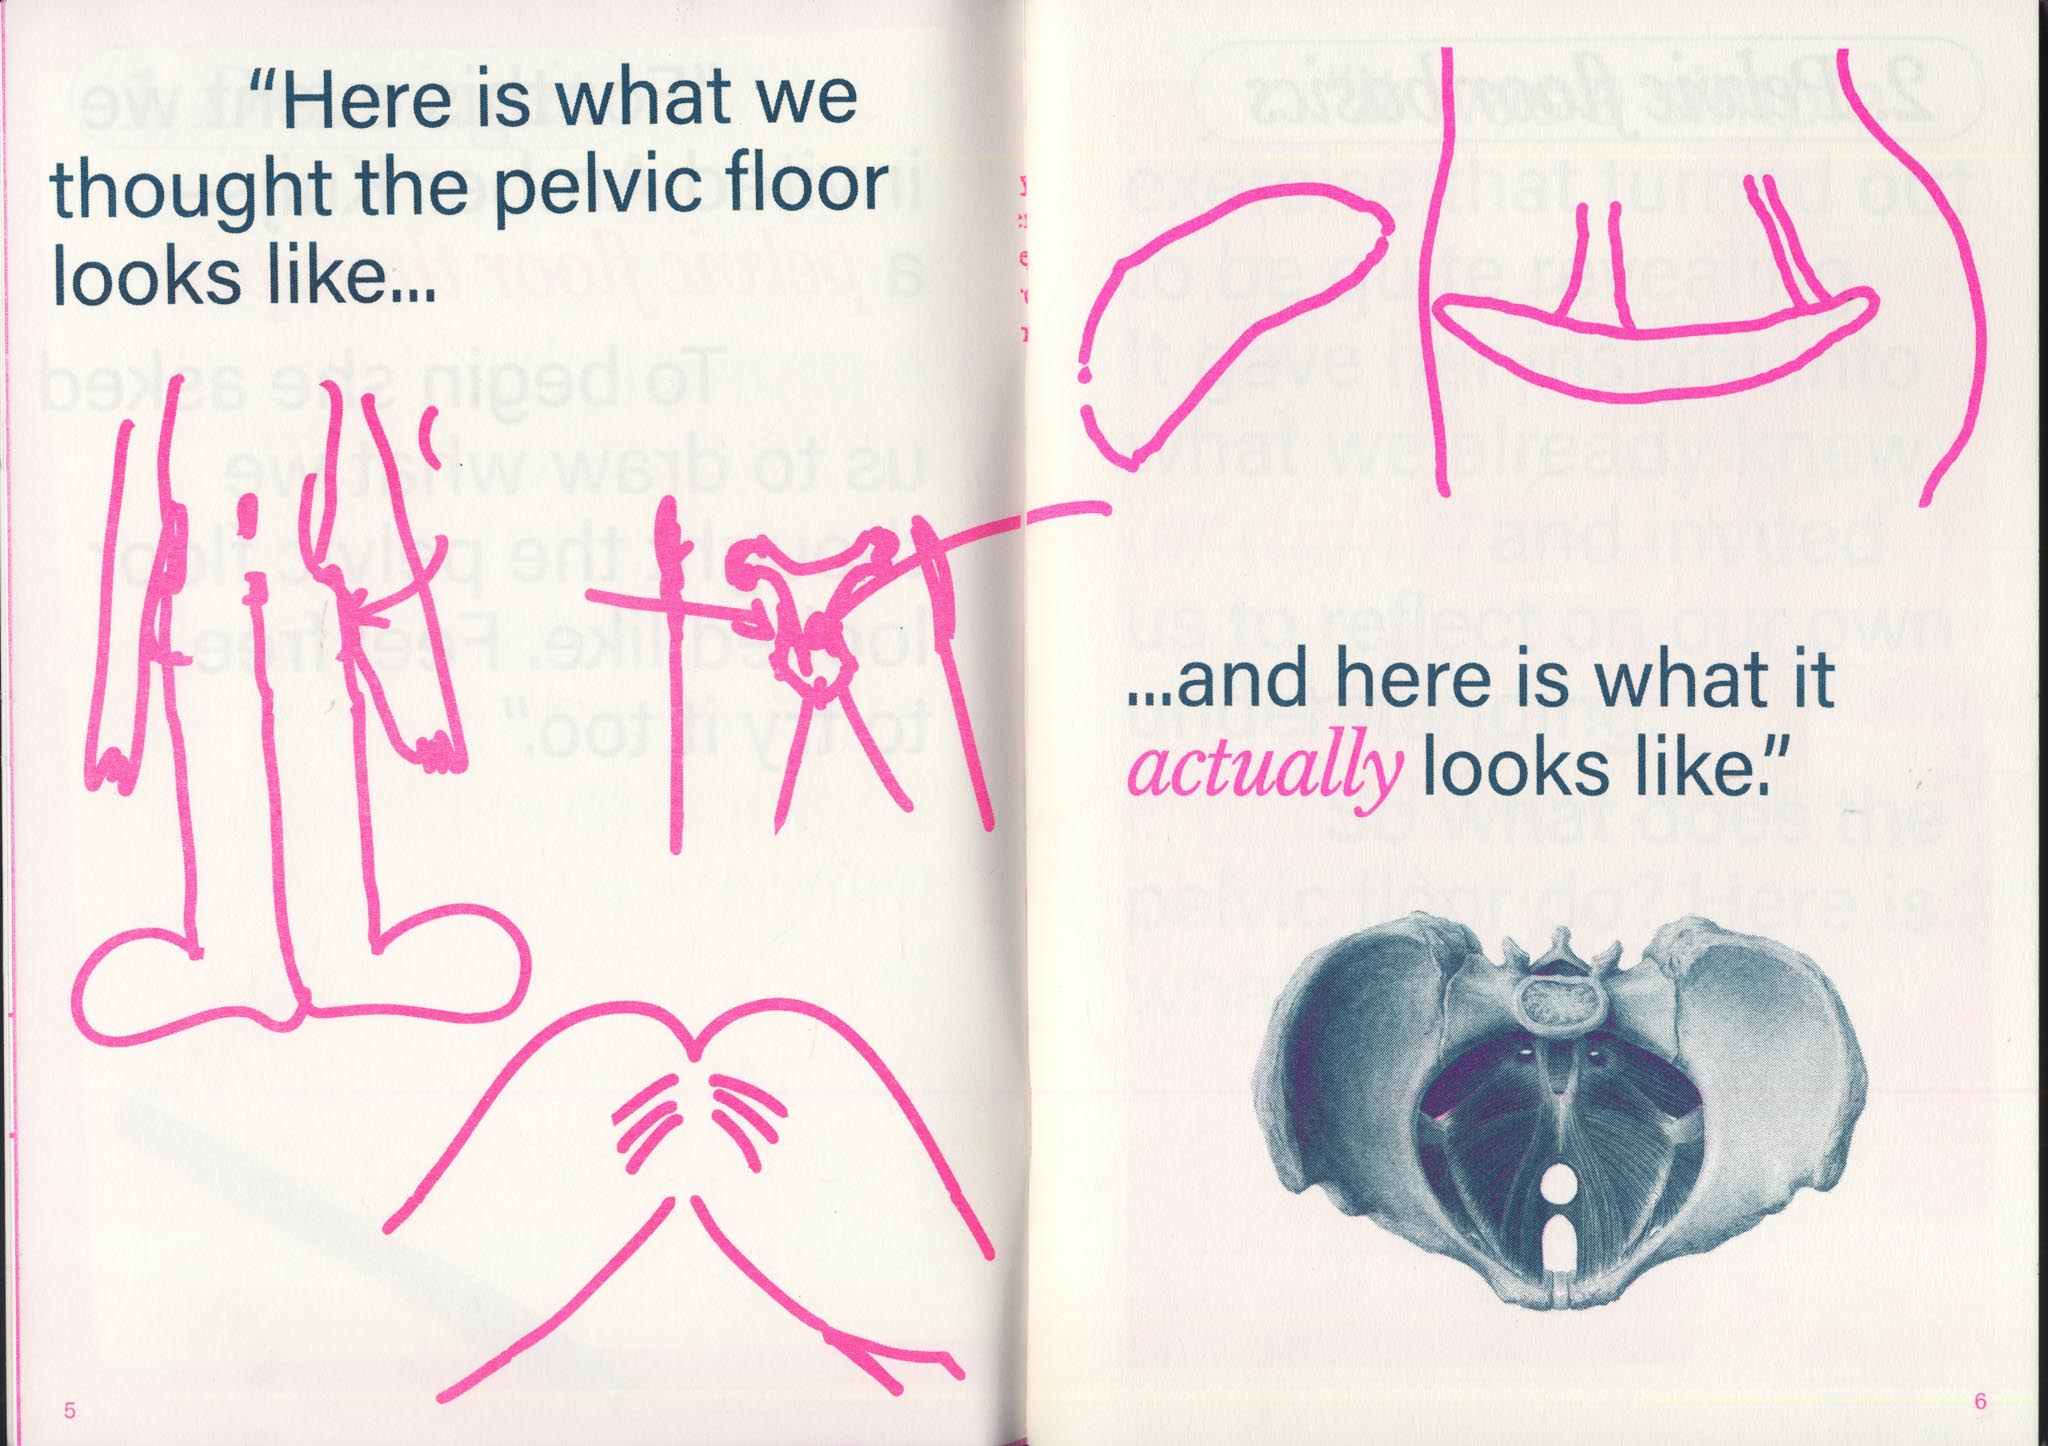 “Here is what we
thought the pelvic floor
looks like...
...and here is what it
actually looks like.”
5
6